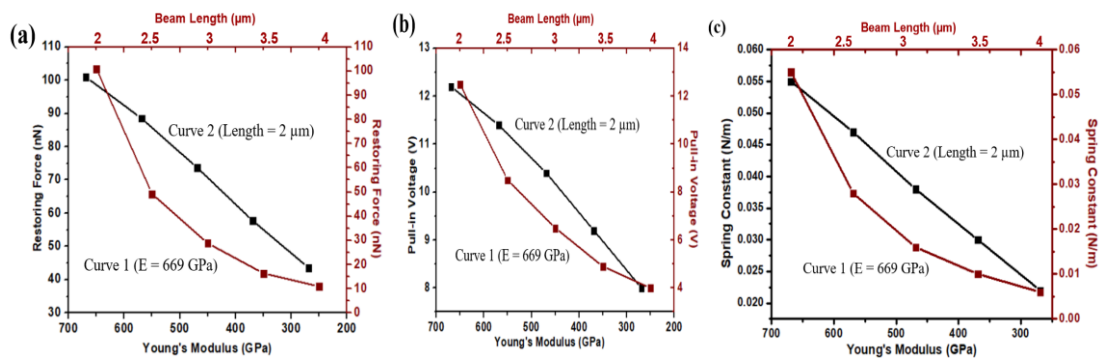 (a)
Beam Length (µm)
2 2.5 3 3.5 4
110 100 90 80 70 60 50 40 30
Restoring Force (nN)
Curve 2 (Length = 2 µm)
Curve 1 (E = 669 GPa)
110 100 90 80 70 60 50 40 30 20 10 0
Restoring Force (nN)
700 600 500 400 300 200
Young's Modulus (GPa)
(b)
Beam Length (µm)
2 2.5 3 3.5 4
13 12 11 10 9 8
Pull-in Voltage (V)
Curve 2 (Length = 2 µm)
Curve 1 (E = 669 GPa)
14 12 10 8 6 4
Pull-in Voltage (V)
700 600 500 400 300 200
Young's Modulus (GPa)
(c)
Beam Length (µm)
2 2.5 3 3.5 4
0.060 0.055 0.050 0.045 0.040 0.035 0.030 0.025 0.020
Spring Constant (N/m)
Curve 2 (Length = 2 µm)
Curve 1 (E = 669 GPa)
0.06 0.05 0.04 0.03 0.02 0.01 0.00
Spring Constant (N/m)
700 600 500 400 300
Young's Modulus (GPa)